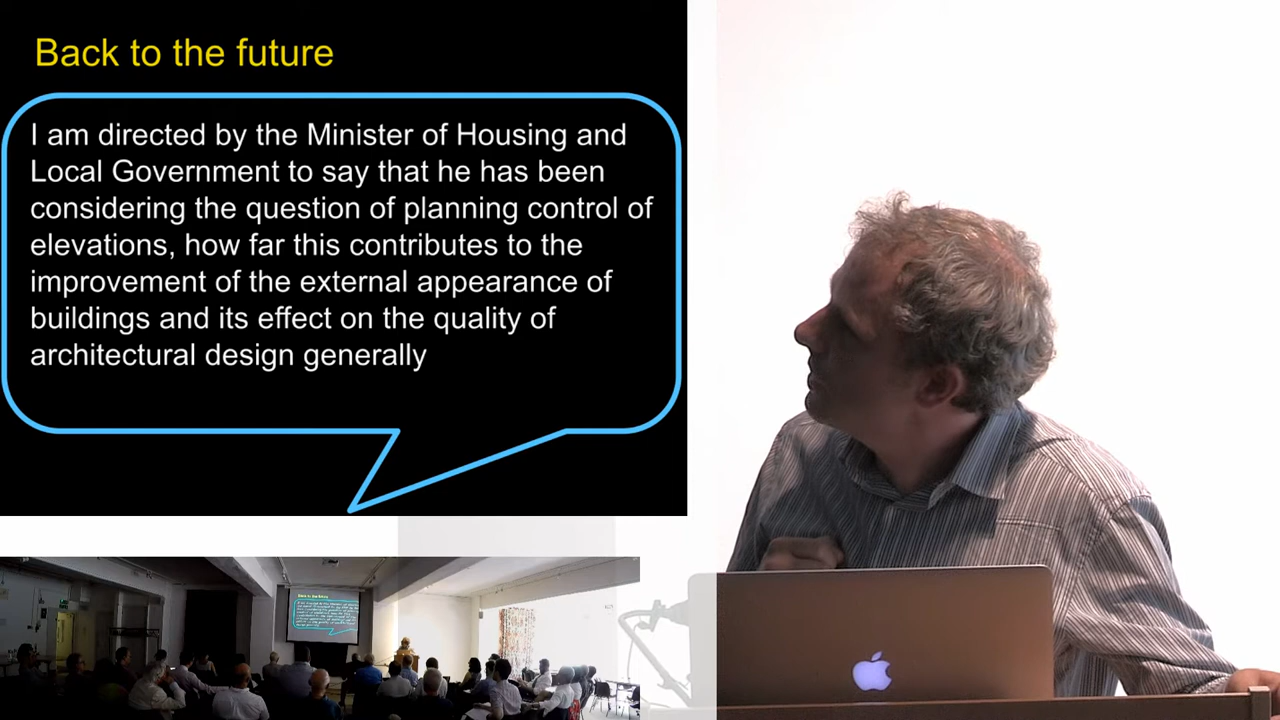 Back to the future
I am directed by the Minister of Housing and
Local Government to say that he has been
considering the question of planning control of
elevations, how far this contributes to the
improvement of the external appearance of
buildings and its effect on the quality of
architectural design generally